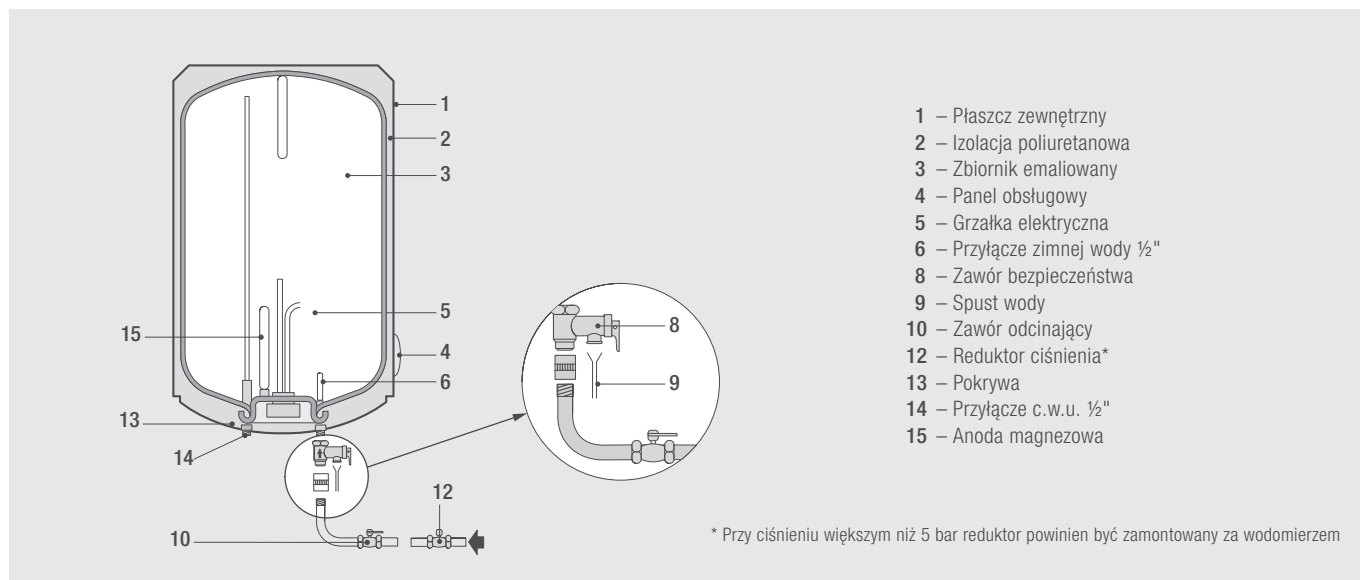 1
2
3
5
15
4
6
13
14
10
12
8
9
1 – Płaszcz zewnętrzny
2 – Izolacja poliuretanowa
3 – Zbiornik emaliowany
4 – Panel obsługowy
5 – Grzałka elektryczna
6 – Przyłącze zimnej wody ½"
8 – Zawór bezpieczeństwa
9 – Spust wody
10 – Zawór odcinający
12 – Reduktor ciśnienia*
13 – Pokrywa
14 – Przyłącze c.w.u. ½"
15 – Anoda magnezowa
* Przy ciśnieniu większym niż 5 bar reduktor powinien być zamontowany za wodomierzem